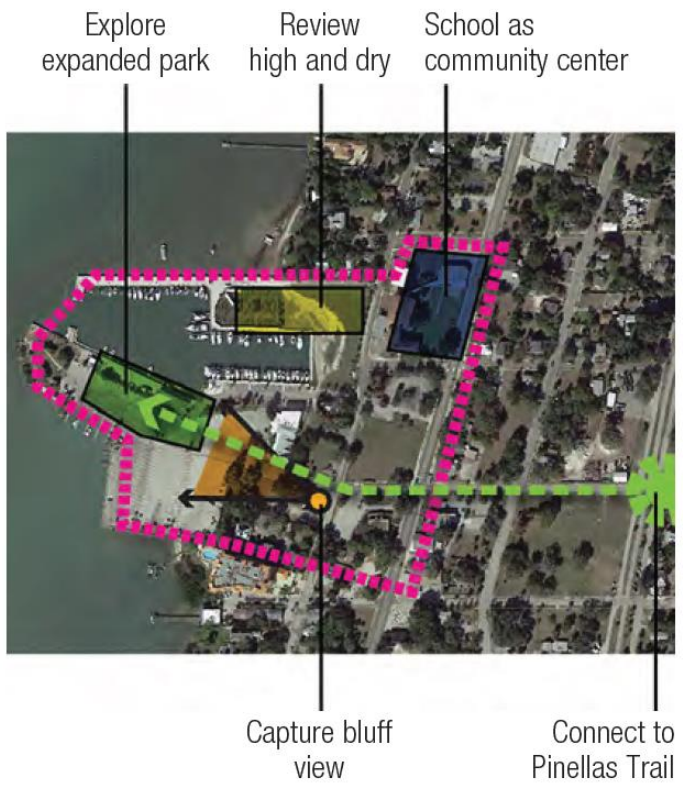 Explore
expanded park
Review
high and dry
School as
community center
Capture bluff
view
Connect to
Pinellas Trail